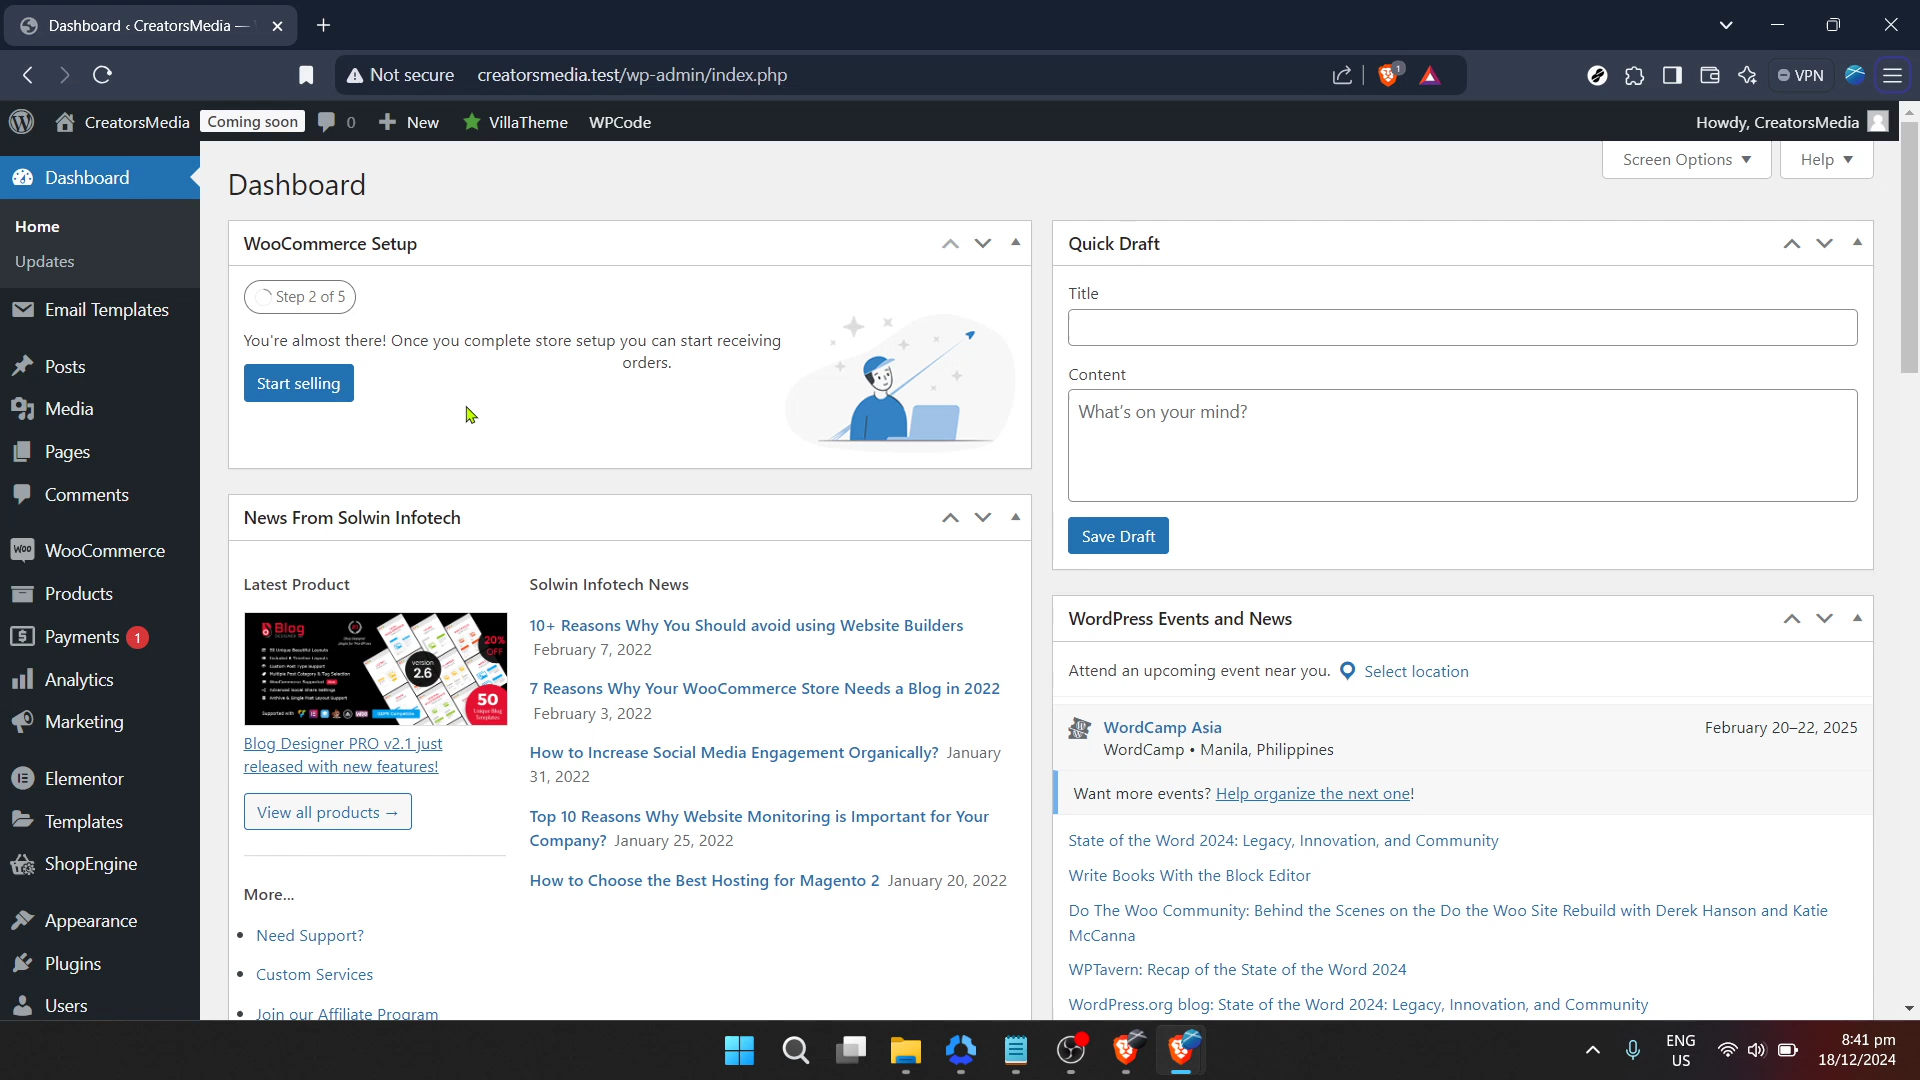 Dashboard ‹ CreatorsMedia —
Not secure creatorsmedia.test/wp-admin/index.php
1
VPN
CreatorsMedia Coming soon 0 New VillaTheme WPCode
Howdy, CreatorsMedia
Screen Options
Help
Dashboard
Home
Updates
Email Templates
Posts
Media
Pages
Comments
Woo WooCommerce
Products
Payments 1
Analytics
Marketing
Elementor
Templates
ShopEngine
Appearance
Plugins
Users
Dashboard
WooCommerce Setup
Step 2 of 5
You're almost there! Once you complete store setup you can start receiving
orders.
Start selling
News From Solwin Infotech
Latest Product
Blog
Designer
version
2.6
20%
OFF
50
Unique Blog
Templates
Blog Designer PRO v2.1 just
released with new features!
View all products →
More...
Need Support?
Custom Services
Join our Affiliate Program
Solwin Infotech News
10+ Reasons Why You Should avoid using Website Builders
February 7, 2022
7 Reasons Why Your WooCommerce Store Needs a Blog in 2022
February 3, 2022
How to Increase Social Media Engagement Organically? January
31, 2022
Top 10 Reasons Why Website Monitoring is Important for Your
Company? January 25, 2022
How to Choose the Best Hosting for Magento 2 January 20, 2022
Quick Draft
Title
Content
What's on your mind?
Save Draft
WordPress Events and News
Attend an upcoming event near you. Select location
WordCamp Asia
February 20–22, 2025
WordCamp • Manila, Philippines
Want more events? Help organize the next one!
State of the Word 2024: Legacy, Innovation, and Community
Write Books With the Block Editor
Do The Woo Community: Behind the Scenes on the Do the Woo Site Rebuild with Derek Hanson and Katie
McCanna
WPTavern: Recap of the State of the Word 2024
WordPress.org blog: State of the Word 2024: Legacy, Innovation, and Community
ENG
US
8:41 pm
18/12/2024